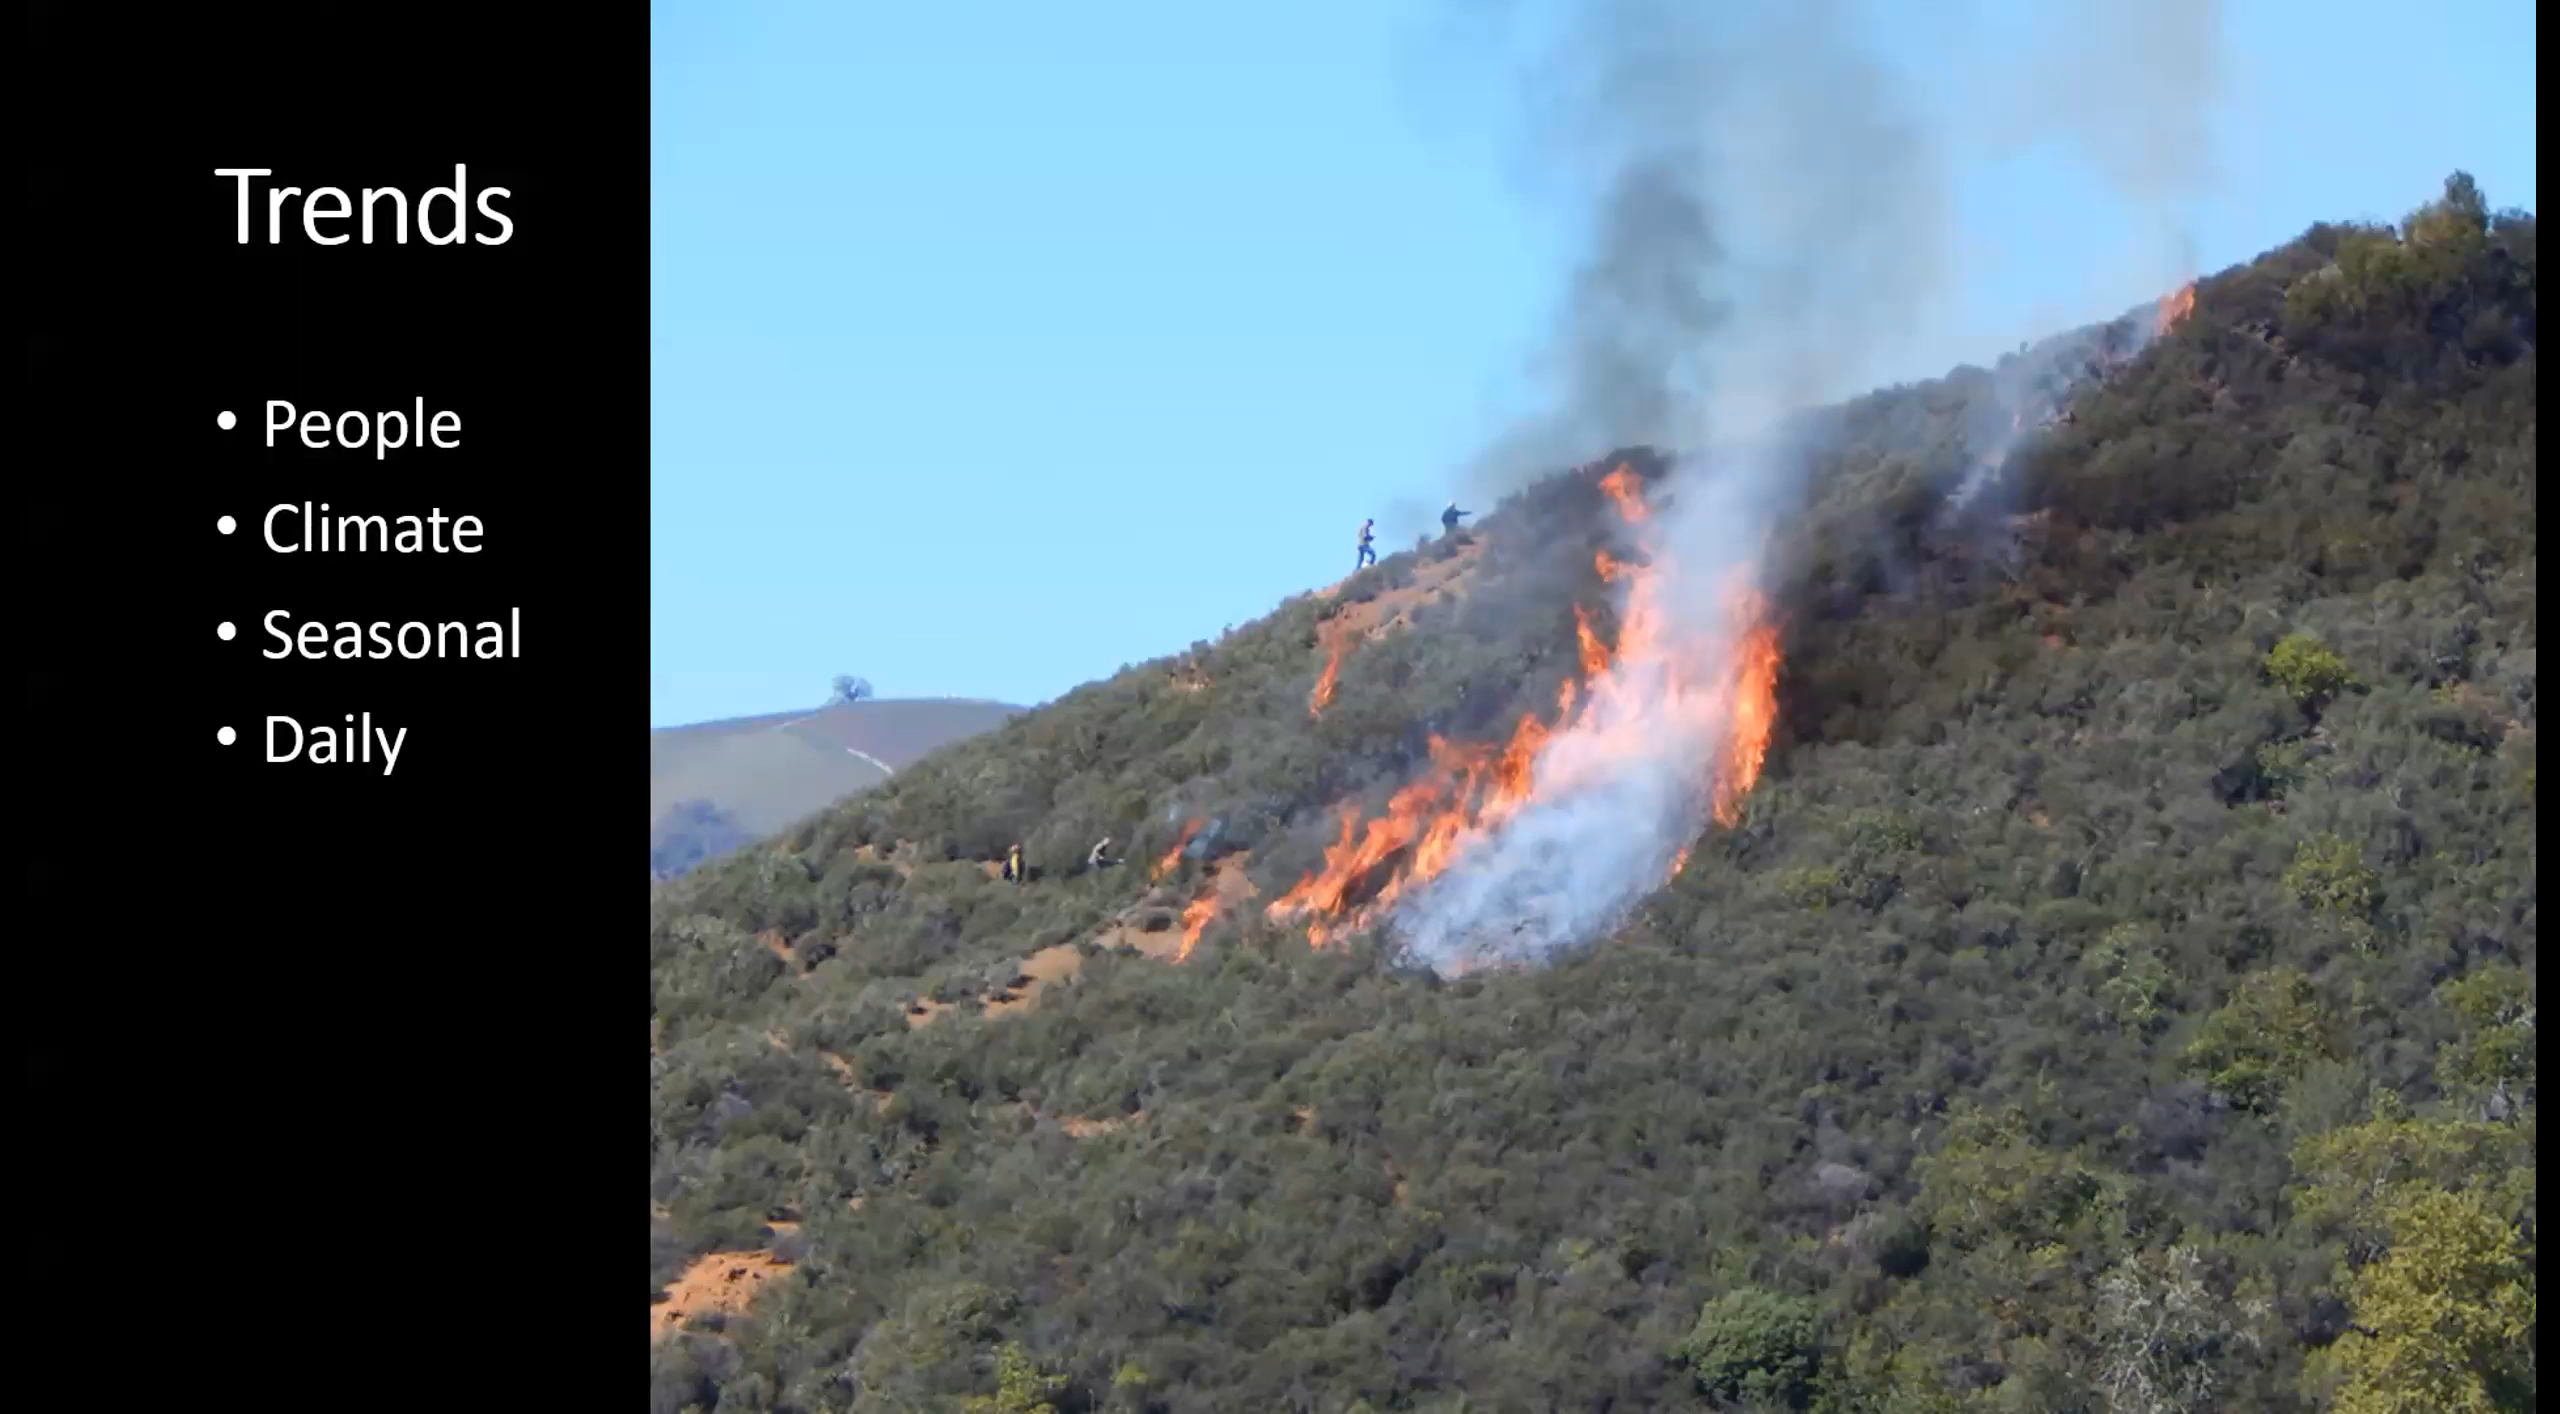 Trends
• People
• Climate
• Seasonal
• Daily